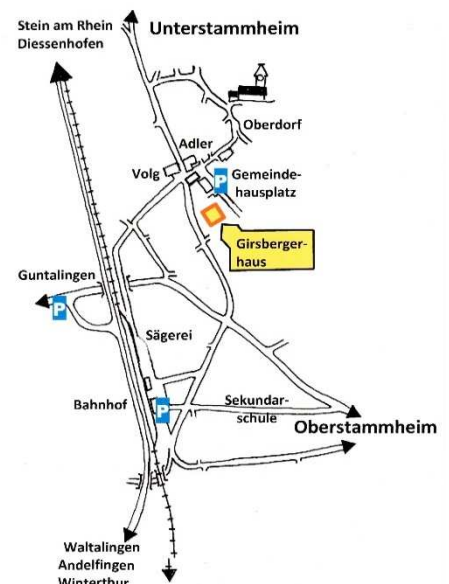 Stein am Rhein
Diessenhofen
Unterstammheim
Oberdorf
Adler
Volg
P
Gemeinde-
hausplatz
Girsberger-
haus
Guntalingen
P
Sägerei
Bahnhof
P
Sekundar-
schule
Oberstammheim
Waltalingen
Andelfingen
Winterthur